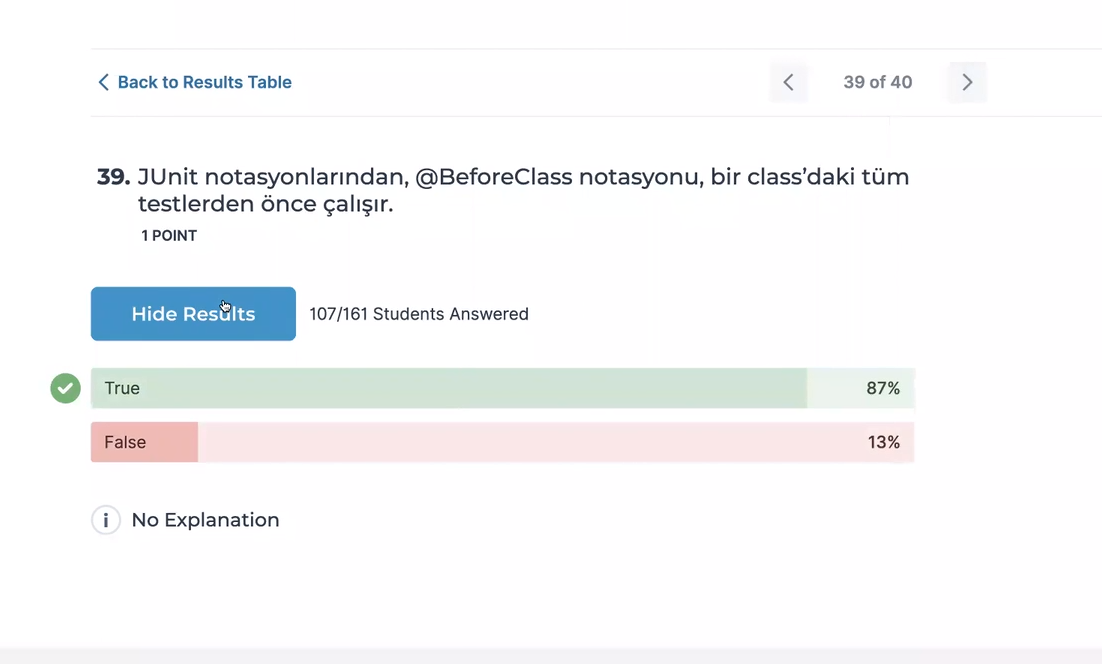 Back to Results Table
39 of 40
39. JUnit notasyonlarından, @BeforeClass notasyonu, bir class’daki tüm
testlerden önce çalışır.
1 POINT
Hide Results
107/161 Students Answered
True 87%
False 13%
i No Explanation